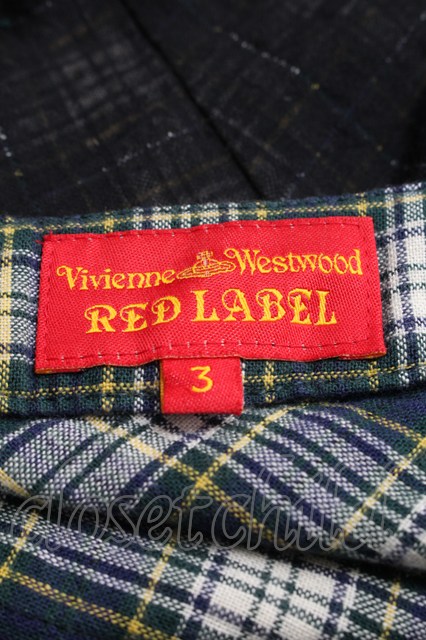 Vivienne Westwood
RED LABEL
3
closetchild